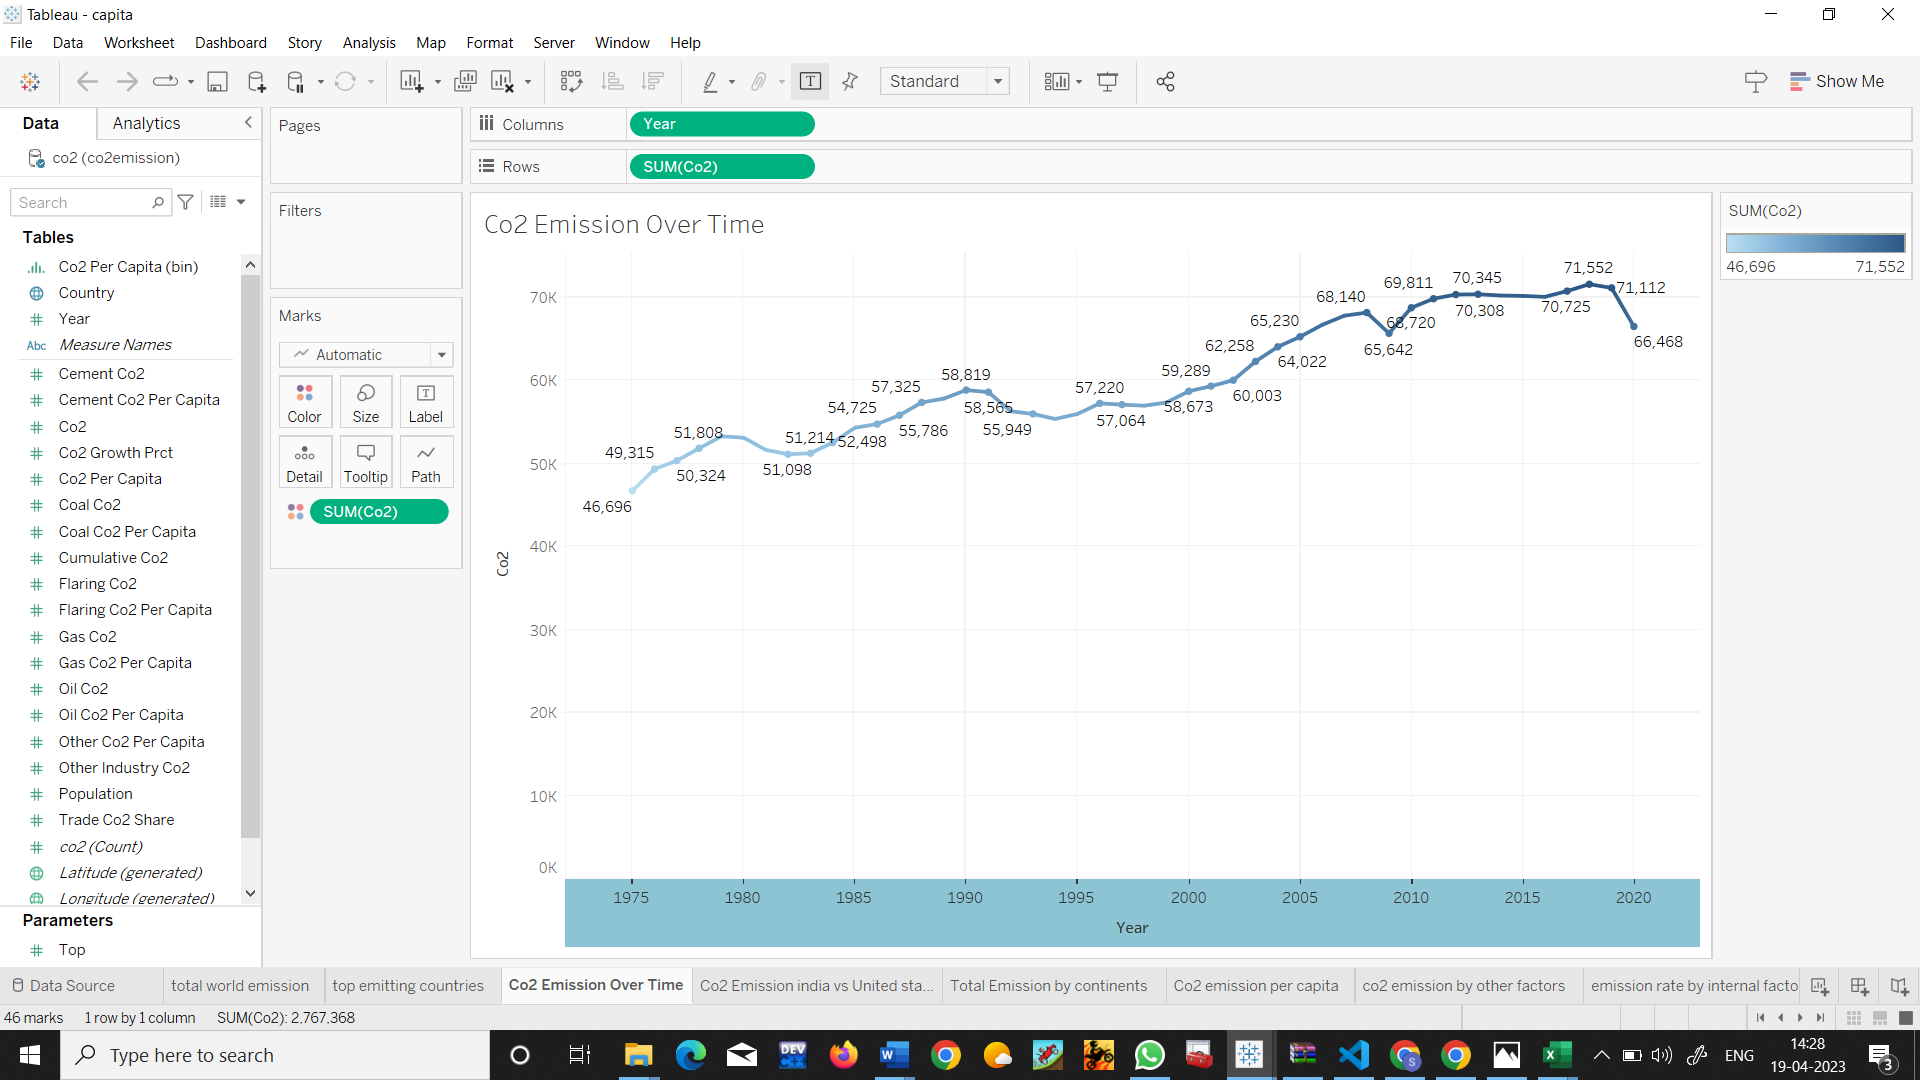 Tableau - capita
File Data Worksheet Dashboard Story Analysis Map Format Server Window Help
Standard
Show Me
Data Analytics
co2 (co2emission)
Search
Tables
Co2 Per Capita (bin)
Country
Year
Abc Measure Names
Cement Co2
Cement Co2 Per Capita
Co2
Co2 Growth Prct
Co2 Per Capita
Coal Co2
Coal Co2 Per Capita
Cumulative Co2
Flaring Co2
Flaring Co2 Per Capita
Gas Co2
Gas Co2 Per Capita
Oil Co2
Oil Co2 Per Capita
Other Co2 Per Capita
Other Industry Co2
Population
Trade Co2 Share
co2 (Count)
Latitude (generated)
Longitude (generated)
Parameters
Top
Pages
Filters
Marks
Automatic
Color Size Label
Detail Tooltip Path
SUM(Co2)
Columns Year
Rows SUM(Co2)
Co2 Emission Over Time
70K
60K
50K
40K
30K
20K
10K
0K
Co2
46,696
49,315
50,324
51,808
51,098
51,214
52,498
54,725
55,786
57,325
58,819
58,565
55,949
57,220
57,064
58,673
59,289
60,003
62,258
64,022
65,230
68,140
65,642
68,720
69,811
70,308
70,345
70,725
71,552
71,112
66,468
1975 1980 1985 1990 1995 2000 2005 2010 2015 2020
Year
SUM(Co2)
46,696 71,552
Data Source total world emission top emitting countries Co2 Emission Over Time Co2 Emission india vs United sta... Total Emission by continents Co2 emission per capita co2 emission by other factors emission rate by internal facto
46 marks 1 row by 1 column SUM(Co2): 2,767,368
Type here to search
DEV C++
W
S
X
ENG
14:28
19-04-2023
3